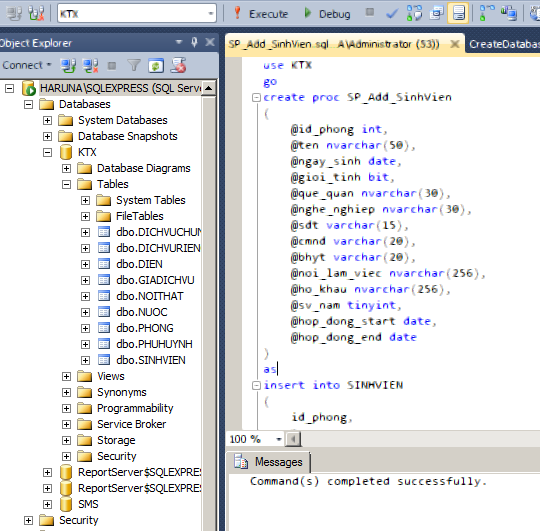 KTX
Execute
Debug
Object Explorer
Connect
HARUNA\SQLEXPRESS (SQL Serve
Databases
System Databases
Database Snapshots
KTX
Database Diagrams
Tables
System Tables
FileTables
dbo.DICHVUCHUN
dbo.DICHVURIEN
dbo.DIEN
dbo.GIADICHVU
dbo.NOITHAT
dbo.NUOC
dbo.PHONG
dbo.PHUHUYNH
dbo.SINHVIEN
Views
Synonyms
Programmability
Service Broker
Storage
Security
ReportServer$SQLEXPRES
ReportServer$SQLEXPRES
SMS
Security
SP_Add_SinhVien.sql A\Administrator (53))
CreateDatabas
use KTX
go
create proc SP_Add_SinhVien
(
@id_phong int,
@ten nvarchar(50),
@ngay_sinh date,
@gioi_tinh bit,
@que_quan nvarchar(30),
@nghe_nghiep nvarchar(30),
@sdt varchar(15),
@cmnd varchar(20),
@bhyt varchar(20),
@noi_lam_viec nvarchar(256),
@ho_khau nvarchar(256),
@sv_nam tinyint,
@hop_dong_start date,
@hop_dong_end date
)
as
insert into SINHVIEN
(
id_phong,
100 %
Messages
Command(s) completed successfully.